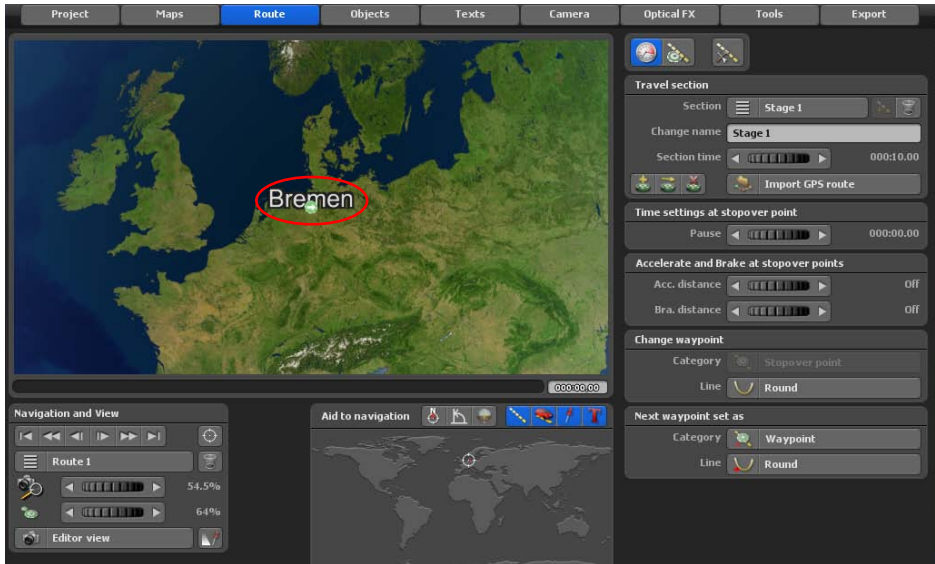 Project Maps Route Objects Texts Camera Optical FX Tools Export
Bremen
000:00.00
Travel section
Section Stage 1
Change name Stage 1
Section time 000:10.00
Import GPS route
Time settings at stopover point
Pause 000:00.00
Accelerate and Brake at stopover points
Acc. distance Off
Bra. distance Off
Change waypoint
Category Stopover point
Line Round
Next waypoint set as
Category Waypoint
Line Round
Navigation and View
Route 1
54.5%
64%
Editor view
Aid to navigation